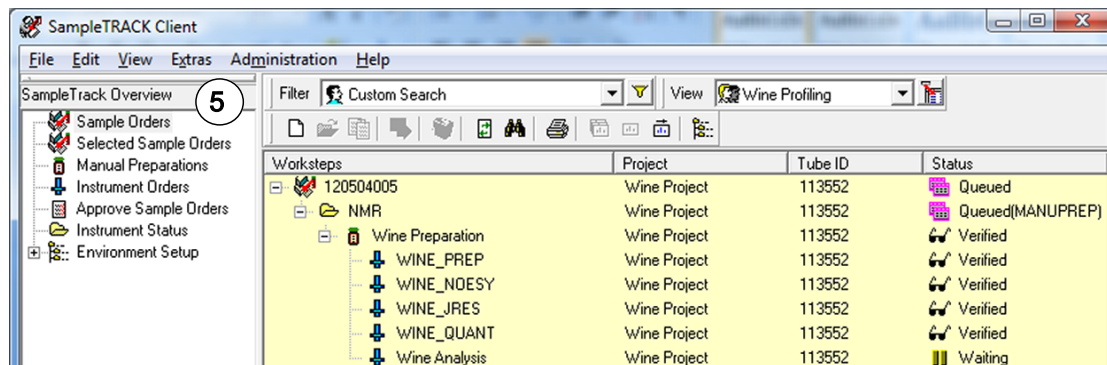 SampleTRACK Client
File Edit View Extras Administration Help
SampleTrack Overview 5 Filter Custom Search View Wine Profiling
Sample Orders
Selected Sample Orders
Manual Preparations
Instrument Orders
Approve Sample Orders
Instrument Status
Environment Setup
Worksteps Project Tube ID Status
120504005 Wine Project 113552 Queued
NMR Wine Project 113552 Queued(MANUPREP)
Wine Preparation Wine Project 113552 Verified
WINE_PREP Wine Project 113552 Verified
WINE_NOESY Wine Project 113552 Verified
WINE_JRES Wine Project 113552 Verified
WINE_QUANT Wine Project 113552 Verified
Wine Analysis Wine Project 113552 Waiting